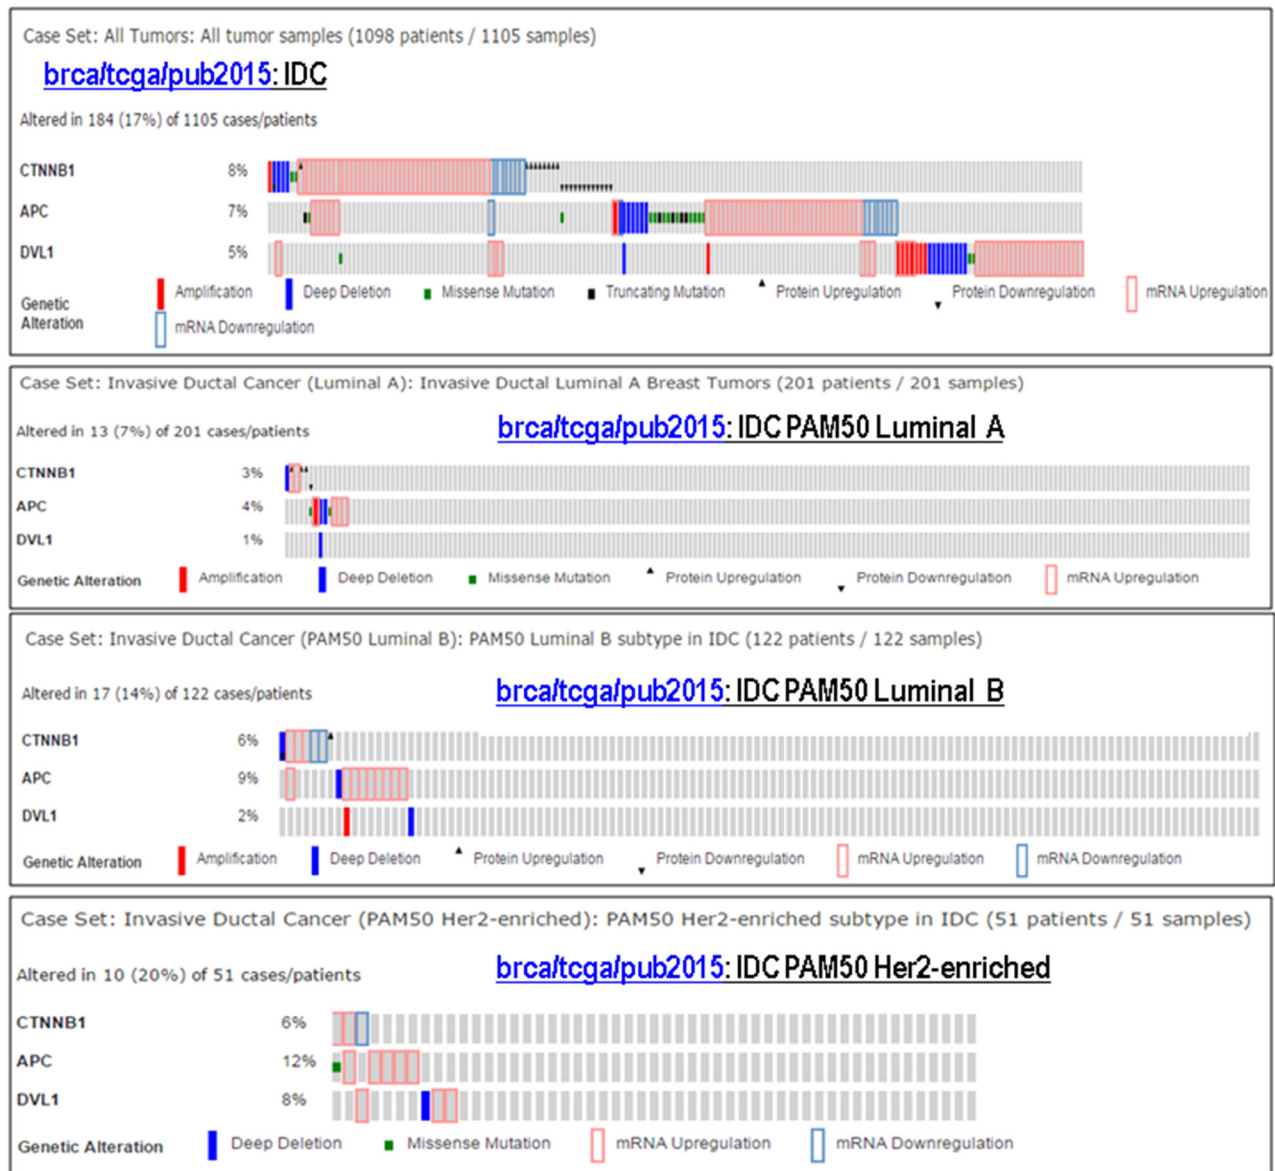 Case Set: All Tumors: All tumor samples (1098 patients / 1105 samples)
brca/tcga/pub2015: IDC
Altered in 184 (17%) of 1105 cases/patients
CTNNB1 8%
APC 7%
DVL1 5%
Genetic Alteration Amplification Deep Deletion Missense Mutation Truncating Mutation Protein Upregulation Protein Downregulation mRNA Upregulation
mRNA Downregulation
Case Set: Invasive Ductal Cancer (Luminal A): Invasive Ductal Luminal A Breast Tumors (201 patients / 201 samples)
Altered in 13 (7%) of 201 cases/patients brca/tcga/pub2015: IDC PAM50 Luminal A
CTNNB1 3%
APC 4%
DVL1 1%
Genetic Alteration Amplification Deep Deletion Missense Mutation Protein Upregulation Protein Downregulation mRNA Upregulation
Case Set: Invasive Ductal Cancer (PAM50 Luminal B): PAM50 Luminal B subtype in IDC (122 patients / 122 samples)
Altered in 17 (14%) of 122 cases/patients brca/tcga/pub2015: IDC PAM50 Luminal B
CTNNB1 6%
APC 9%
DVL1 2%
Genetic Alteration Amplification Deep Deletion Protein Upregulation Protein Downregulation mRNA Upregulation mRNA Downregulation
Case Set: Invasive Ductal Cancer (PAM50 Her2-enriched): PAM50 Her2-enriched subtype in IDC (51 patients / 51 samples)
Altered in 10 (20%) of 51 cases/patients brca/tcga/pub2015: IDC PAM50 Her2-enriched
CTNNB1 6%
APC 12%
DVL1 8%
Genetic Alteration Deep Deletion Missense Mutation mRNA Upregulation mRNA Downregulation